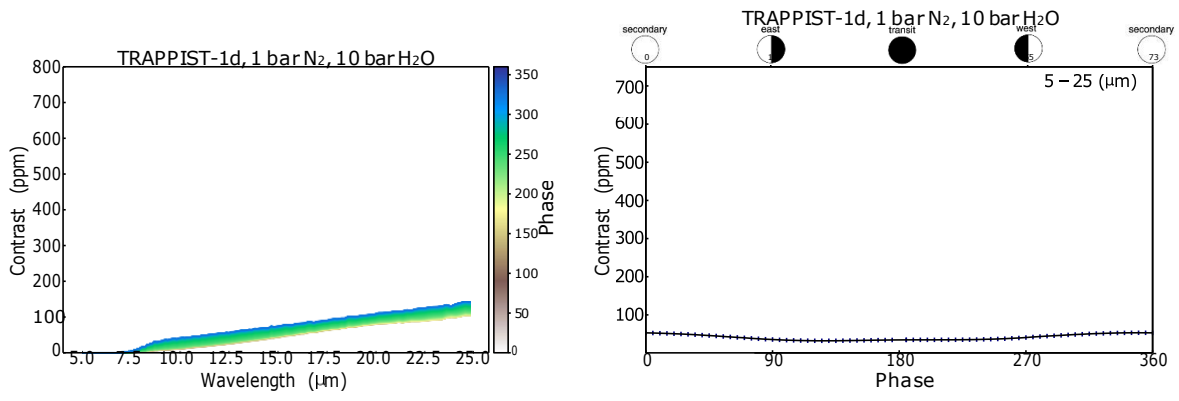 TRAPPIST-1d, 1 bar N₂, 10 bar H₂O
800
700
600
500
400
300
200
100
0
Contrast (ppm)
5.0 7.5 10.0 12.5 15.0 17.5 20.0 22.5 25.0
Wavelength (μm)
350
300
250
200
150
100
50
0
Phase
TRAPPIST-1d, 1 bar N₂, 10 bar H₂O
secondary east transit west secondary
0 73
5 – 25 (μm)
700
600
500
400
300
200
100
Contrast (ppm)
0 90 180 270 360
Phase